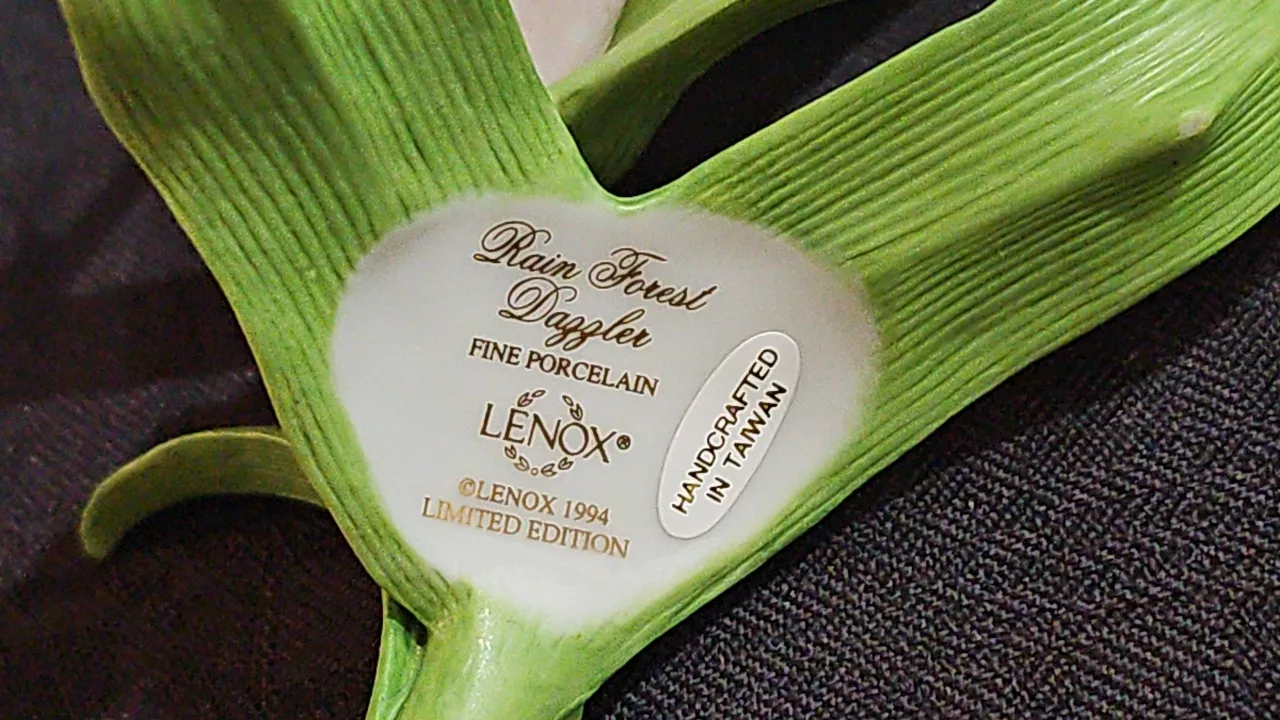 Rain Forest
Dazzler
FINE PORCELAIN
LENOX®
©LENOX 1994
LIMITED EDITION
HANDCRAFTED
IN TAIWAN